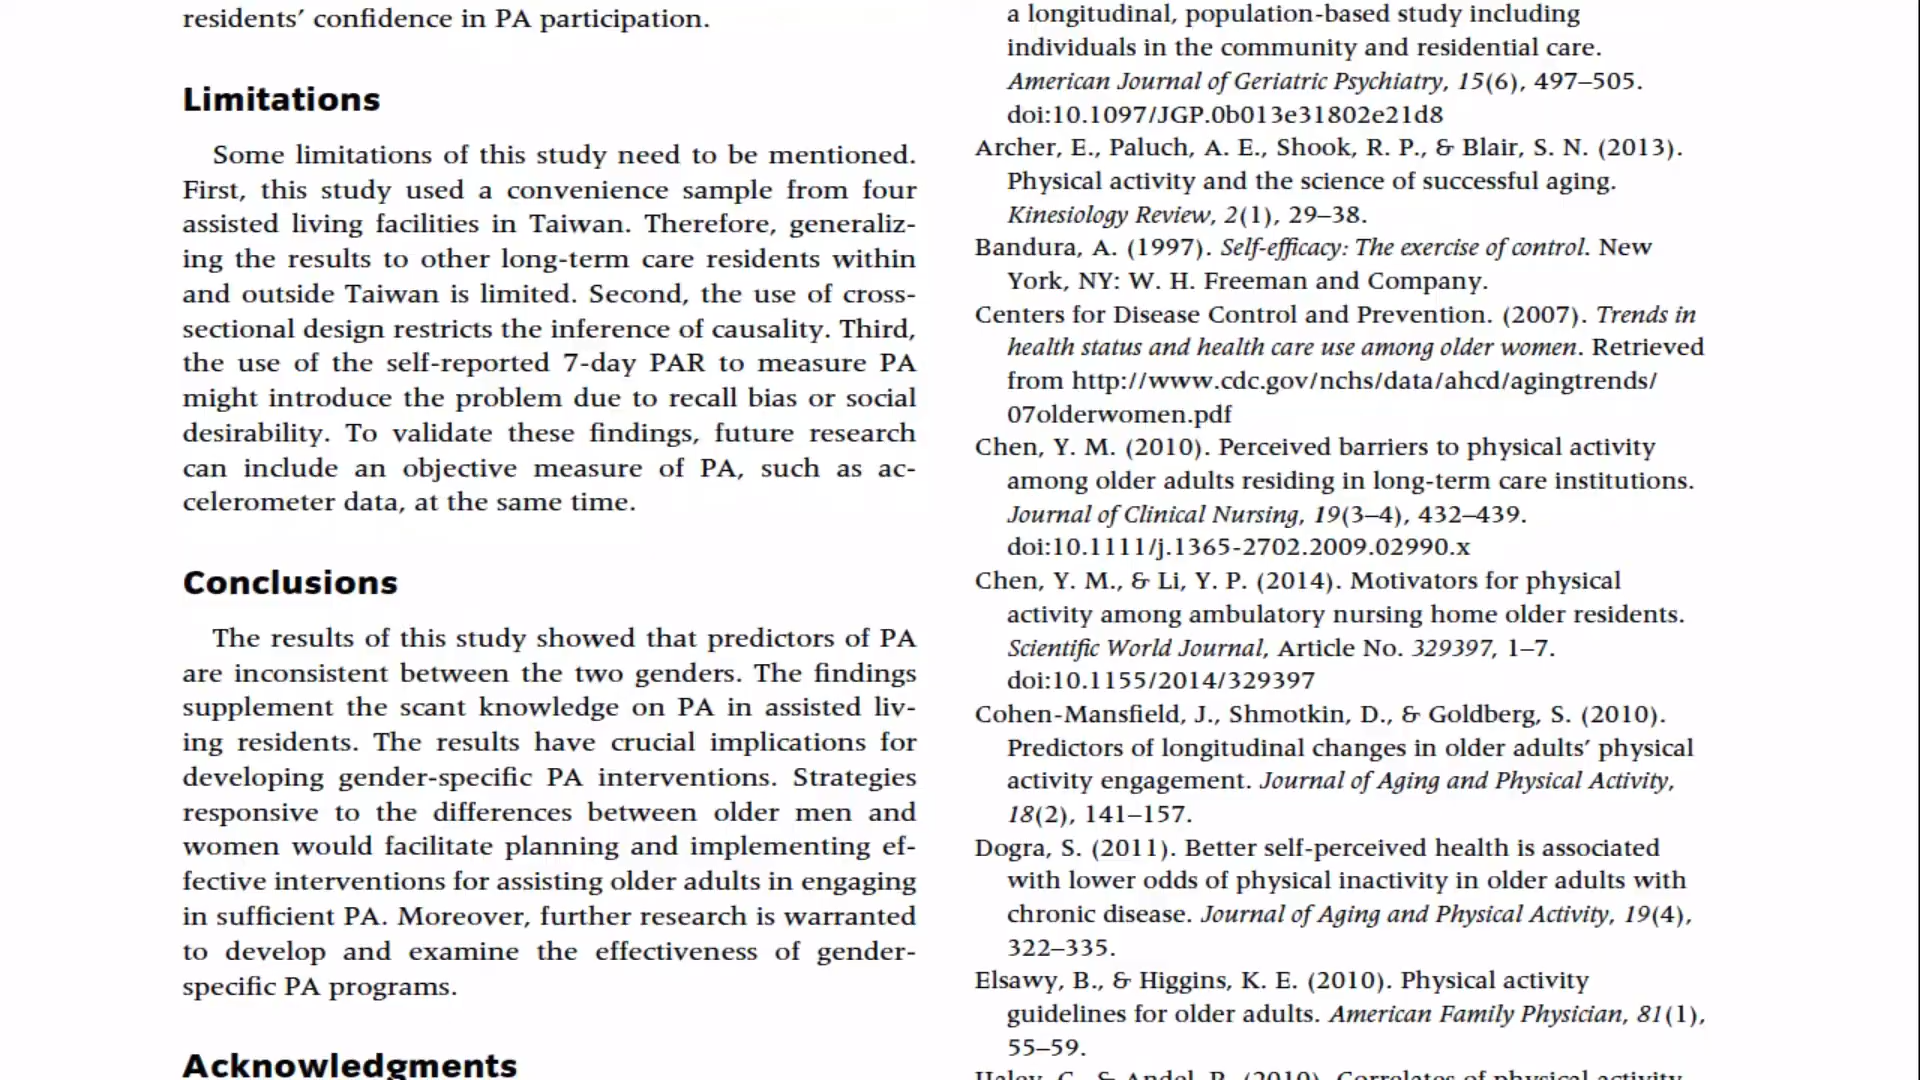 residents’ confidence in PA participation.
Limitations
Some limitations of this study need to be mentioned.
First, this study used a convenience sample from four
assisted living facilities in Taiwan. Therefore, generaliz-
ing the results to other long-term care residents within
and outside Taiwan is limited. Second, the use of cross-
sectional design restricts the inference of causality. Third,
the use of the self-reported 7-day PAR to measure PA
might introduce the problem due to recall bias or social
desirability. To validate these findings, future research
can include an objective measure of PA, such as ac-
celerometer data, at the same time.
Conclusions
The results of this study showed that predictors of PA
are inconsistent between the two genders. The findings
supplement the scant knowledge on PA in assisted liv-
ing residents. The results have crucial implications for
developing gender-specific PA interventions. Strategies
responsive to the differences between older men and
women would facilitate planning and implementing ef-
fective interventions for assisting older adults in engaging
in sufficient PA. Moreover, further research is warranted
to develop and examine the effectiveness of gender-
specific PA programs.
Acknowledgments
a longitudinal, population-based study including
individuals in the community and residential care.
American Journal of Geriatric Psychiatry, 15(6), 497–505.
doi:10.1097/JGP.0b013e31802e21d8
Archer, E., Paluch, A. E., Shook, R. P., & Blair, S. N. (2013).
Physical activity and the science of successful aging.
Kinesiology Review, 2(1), 29–38.
Bandura, A. (1997). Self-efficacy: The exercise of control. New
York, NY: W. H. Freeman and Company.
Centers for Disease Control and Prevention. (2007). Trends in
health status and health care use among older women. Retrieved
from http://www.cdc.gov/nchs/data/ahcd/agingtrends/
07olderwomen.pdf
Chen, Y. M. (2010). Perceived barriers to physical activity
among older adults residing in long-term care institutions.
Journal of Clinical Nursing, 19(3–4), 432–439.
doi:10.1111/j.1365-2702.2009.02990.x
Chen, Y. M., & Li, Y. P. (2014). Motivators for physical
activity among ambulatory nursing home older residents.
Scientific World Journal, Article No. 329397, 1–7.
doi:10.1155/2014/329397
Cohen-Mansfield, J., Shmotkin, D., & Goldberg, S. (2010).
Predictors of longitudinal changes in older adults’ physical
activity engagement. Journal of Aging and Physical Activity,
18(2), 141–157.
Dogra, S. (2011). Better self-perceived health is associated
with lower odds of physical inactivity in older adults with
chronic disease. Journal of Aging and Physical Activity, 19(4),
322–335.
Elsawy, B., & Higgins, K. E. (2010). Physical activity
guidelines for older adults. American Family Physician, 81(1),
55–59.
Haley, C., & Andel, R. (2010). Correlates of physical activity